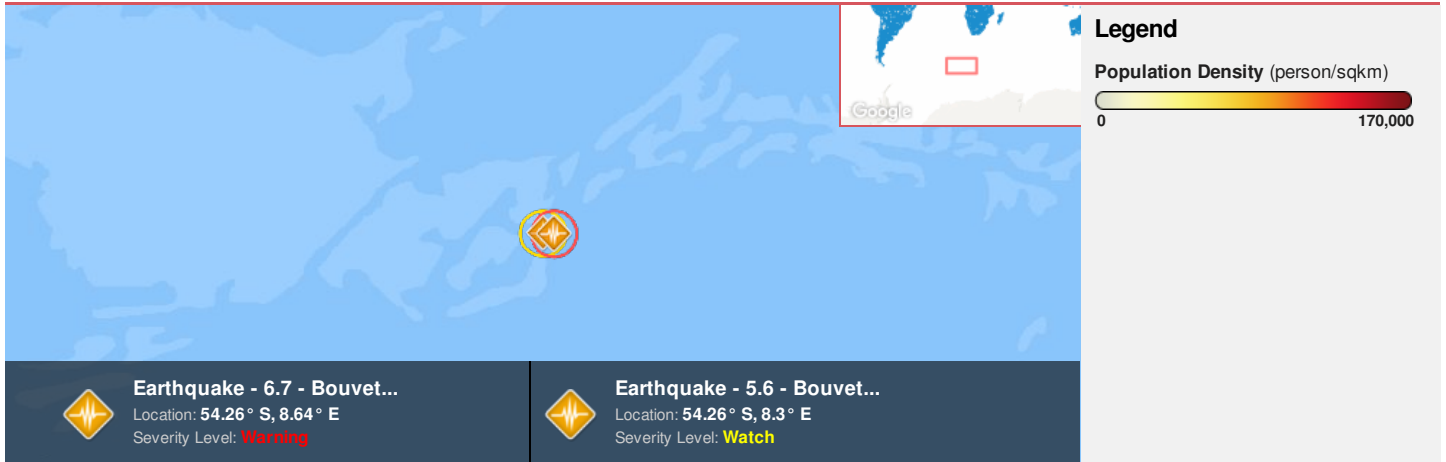 Google
Legend
Population Density (person/sqkm)
0 170,000
Earthquake - 6.7 - Bouvet...
Location: 54.26° S, 8.64° E
Severity Level: Warning
Earthquake - 5.6 - Bouvet...
Location: 54.26° S, 8.3° E
Severity Level: Watch